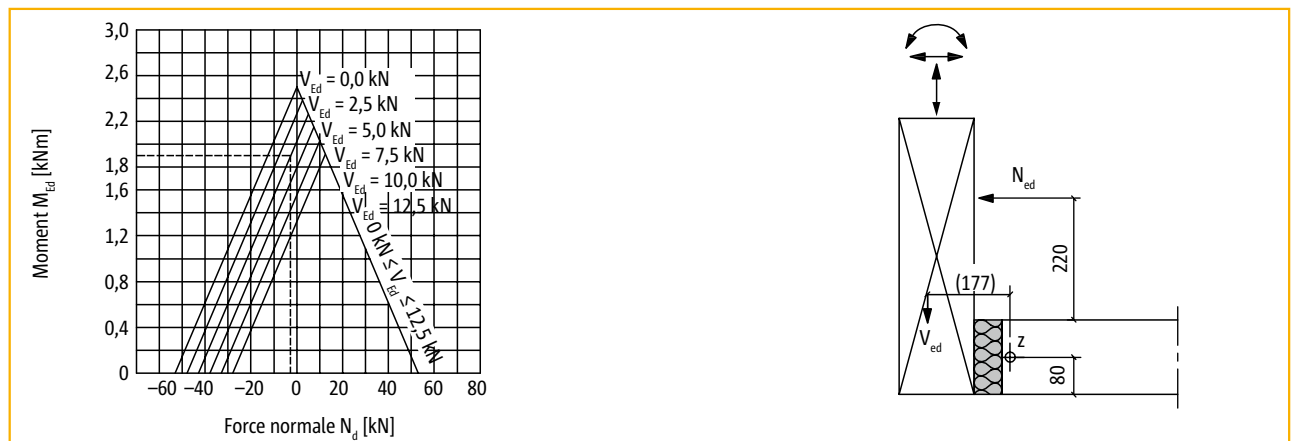 3,0
2,6
2,2
1,8
1,6
1,2
0,8
0,4
0
Moment M_Ed [kNm]
V_Ed = 0,0 kN
V_Ed = 2,5 kN
V_Ed = 5,0 kN
V_Ed = 7,5 kN
V_Ed = 10,0 kN
V_Ed = 12,5 kN
0 kN ≤ V_Ed ≤ 12,5 kN
−60 −40 −20 0 20 40 60 80
Force normale N_d [kN]
N_ed
220
(177)
V_ed
z
80